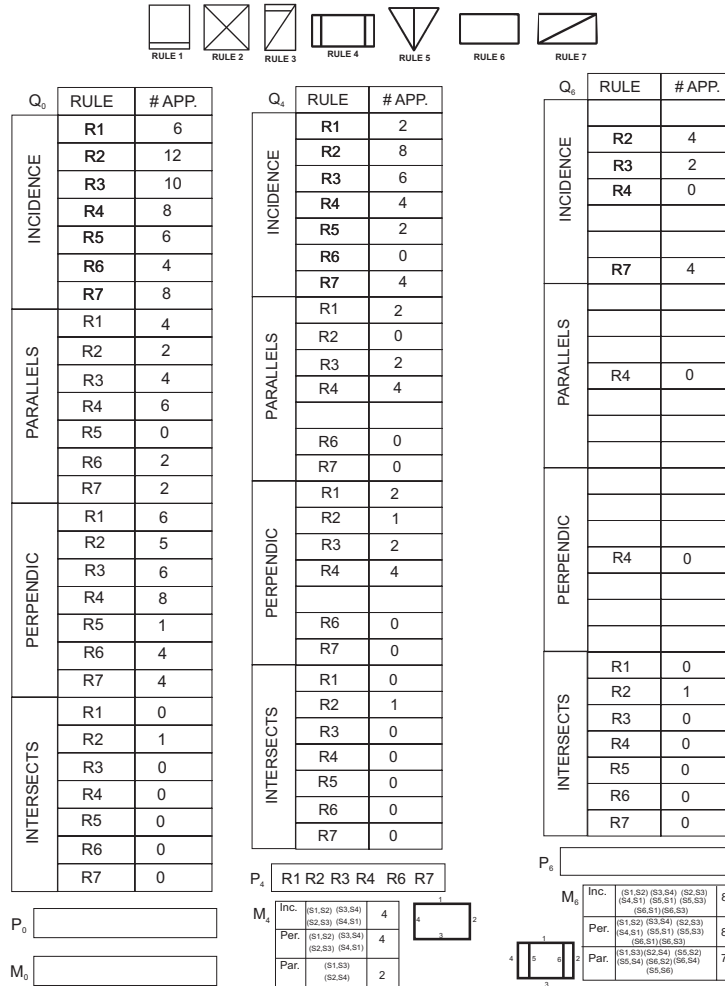 RULE 1 RULE 2 RULE 3 RULE 4 RULE 5 RULE 6 RULE 7
Q0 RULE # APP.
INCIDENCE
R1 6
R2 12
R3 10
R4 8
R5 6
R6 4
R7 8
PARALLELS
R1 4
R2 2
R3 4
R4 6
R5 0
R6 2
R7 2
PERPENDIC
R1 6
R2 5
R3 6
R4 8
R5 1
R6 4
R7 4
INTERSECTS
R1 0
R2 1
R3 0
R4 0
R5 0
R6 0
R7 0
P0
M0
Q4 RULE # APP.
INCIDENCE
R1 2
R2 8
R3 6
R4 4
R5 2
R6 0
R7 4
PARALLELS
R1 2
R2 0
R3 2
R4 4
R6 0
R7 0
PERPENDIC
R1 2
R2 1
R3 2
R4 4
R6 0
R7 0
INTERSECTS
R1 0
R2 1
R3 0
R4 0
R5 0
R6 0
R7 0
P4 R1 R2 R3 R4 R6 R7
M4
Inc. (S1,S2) (S3,S4) 4
(S2,S3) (S4,S1)
Per. (S1,S2) (S3,S4) 4
(S2,S3) (S4,S1)
Par. (S1,S3) 2
(S2,S4)
1
4 2
3
Q6 RULE # APP.
INCIDENCE
R2 4
R3 2
R4 0
R7 4
PARALLELS
R4 0
PERPENDIC
R4 0
INTERSECTS
R1 0
R2 1
R3 0
R4 0
R5 0
R6 0
R7 0
P6
M6
Inc. (S1,S2) (S3,S4) (S2,S3) 8
(S4,S1) (S5,S1) (S5,S3)
(S6,S1)(S6,S3)
Per. (S1,S2) (S3,S4) (S2,S3) 8
(S4,S1) (S5,S1) (S5,S3)
(S6,S1)(S6,S3)
Par. (S1,S3)(S2,S4) (S5,S2) 7
(S5,S4) (S6,S2)(S6,S4)
(S5,S6)
1
4 5 6 2
3